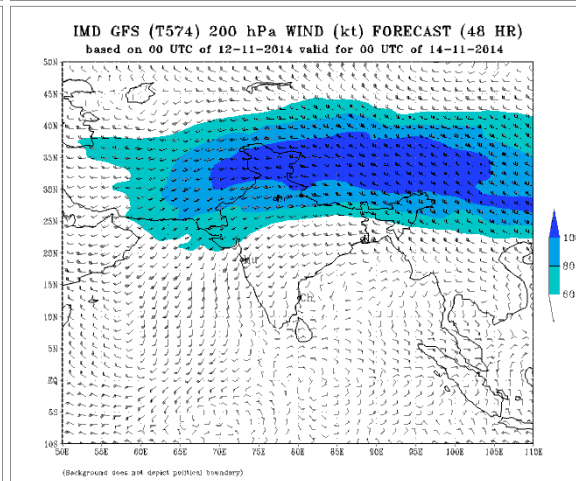 IMD GFS (T574) 200 hPa WIND (kt) FORECAST (48 HR)
based on 00 UTC of 12-11-2014 valid for 00 UTC of 14-11-2014
50N
45N
40N
35N
30N
25N
20N
15N
10N
5N
EQ
5S
10S
50E 55E 60E 65E 70E 75E 80E 85E 90E 95E 100E 105E 110E
80
60
Ch
(Background does not depict political boundary)